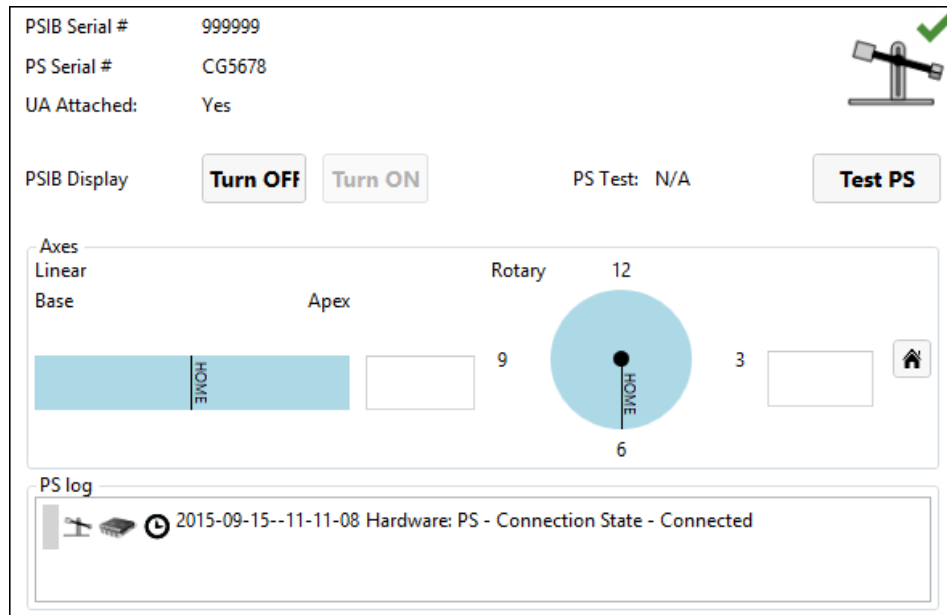 PSIB Serial # 999999
PS Serial # CG5678
UA Attached: Yes
PSIB Display Turn OFF Turn ON PS Test: N/A Test PS
Axes
Linear Rotary 12
Base Apex
HOME 9 HOME 3
6
PS log
2015-09-15--11-11-08 Hardware: PS - Connection State - Connected